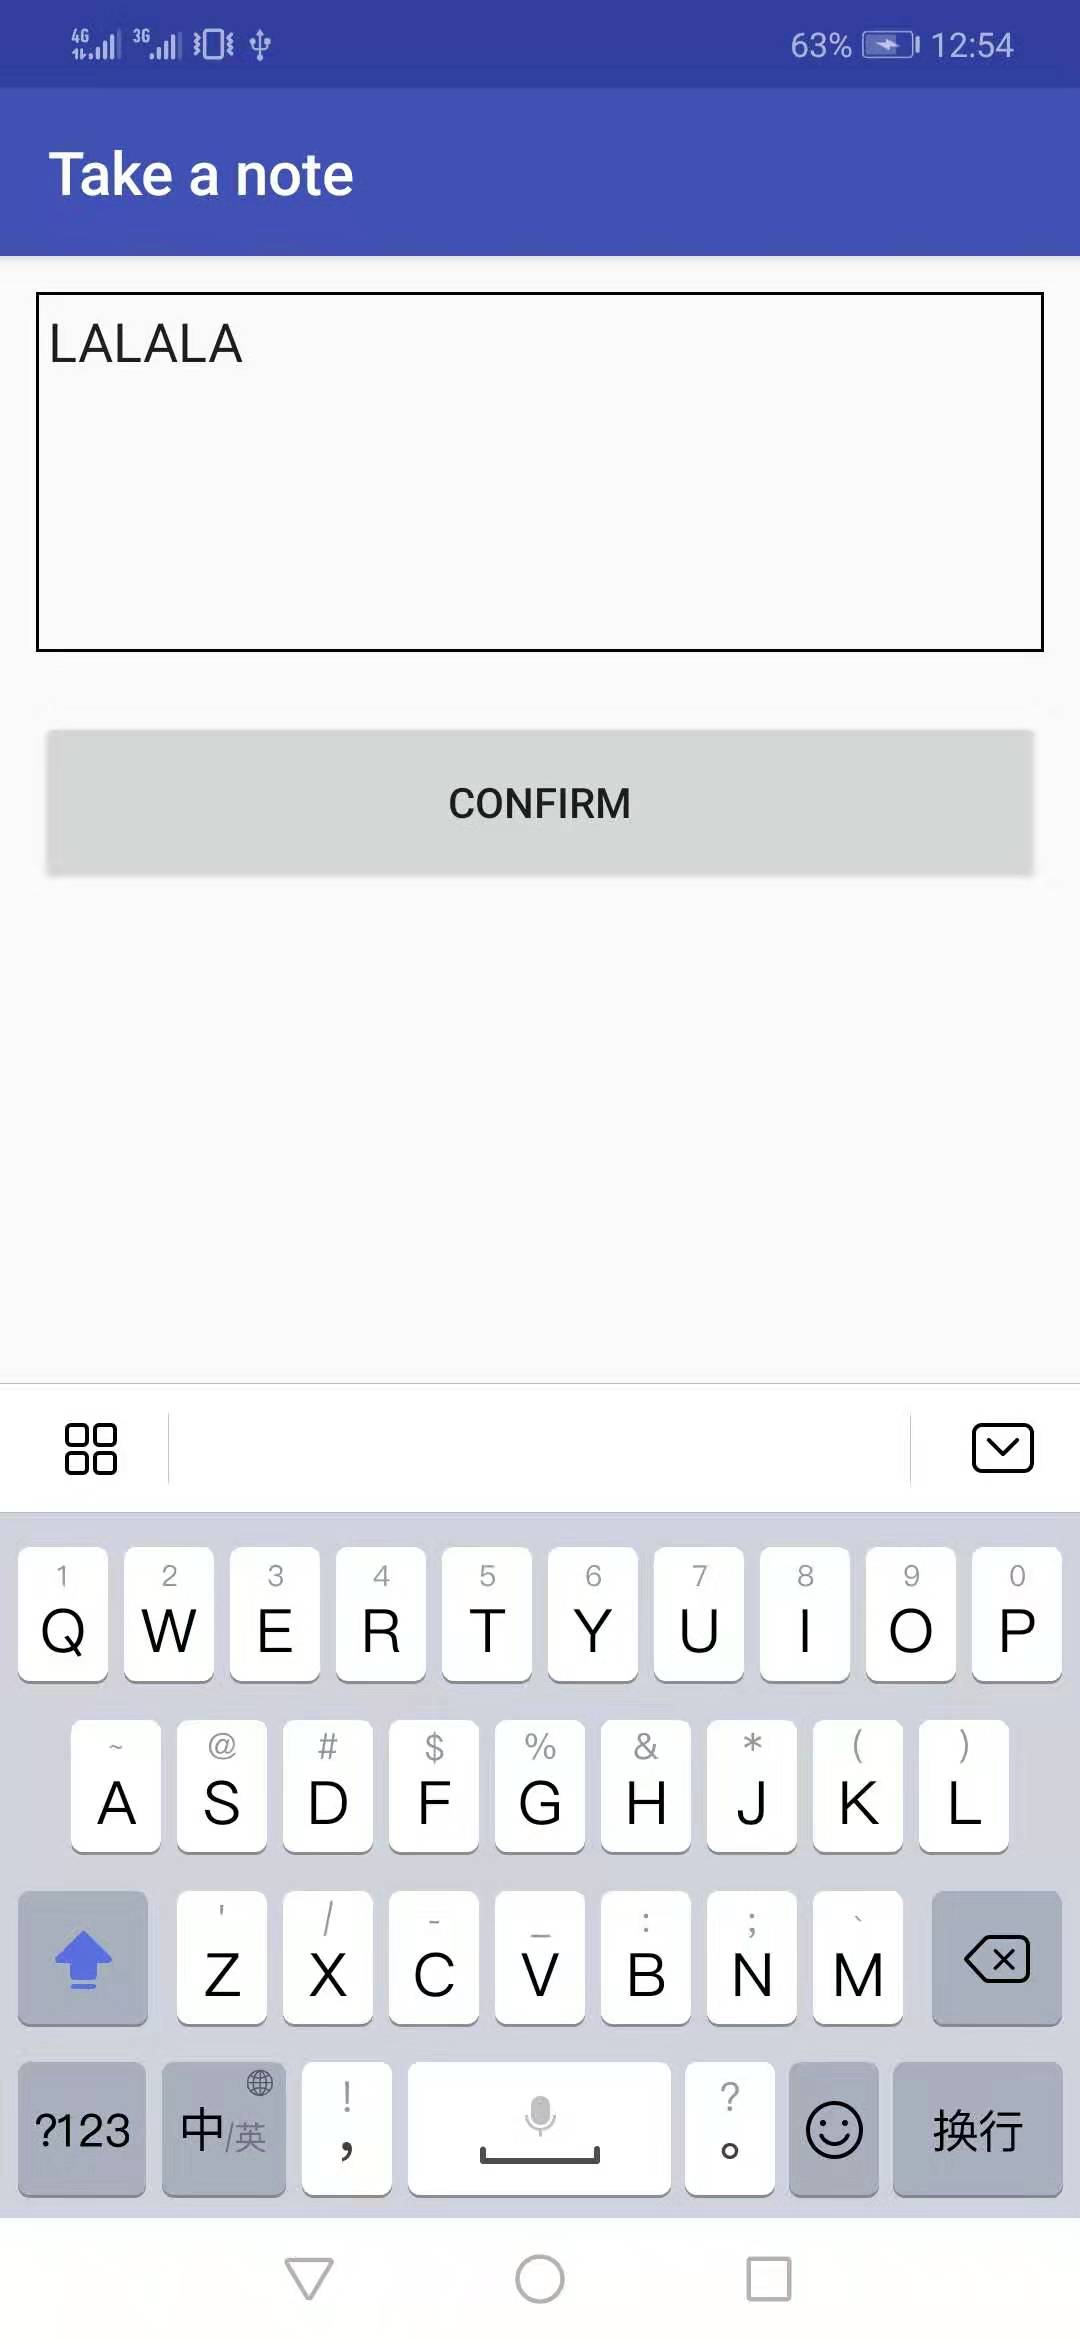 4G 3G 63% 12:54
Take a note
LALALA
CONFIRM
1 2 3 4 5 6 7 8 9 0
Q W E R T Y U I O P
~ @ # $ % & * ( )
A S D F G H J K L
' / - _ : ; `
Z X C V B N M
! ?
?123 中/英 , 。 换行